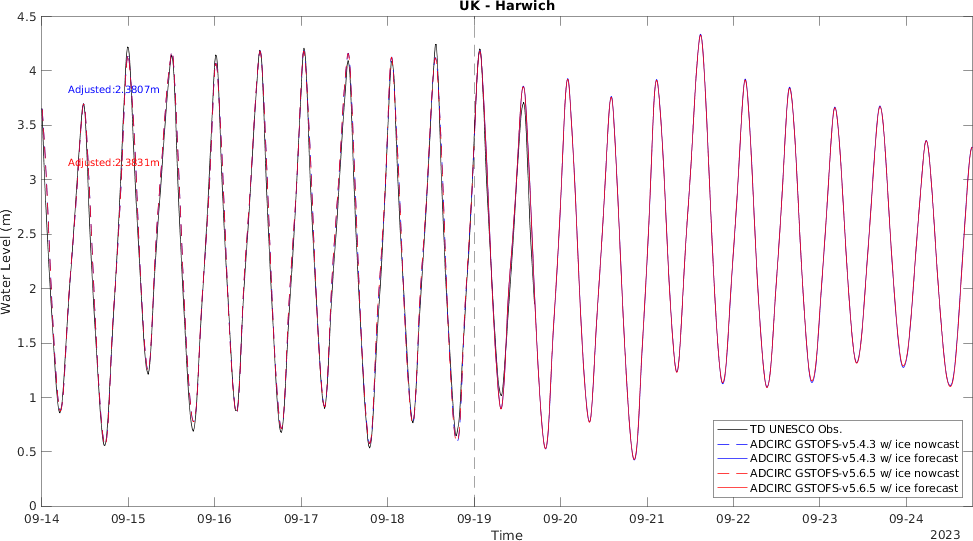 UK - Harwich
4.5
4
3.5
3
2.5
2
1.5
1
0.5
0
Water Level (m)
Adjusted:2.3807m
Adjusted:2.3831m
TD UNESCO Obs.
ADCIRC GSTOFS-v5.4.3 w/ ice nowcast
ADCIRC GSTOFS-v5.4.3 w/ ice forecast
ADCIRC GSTOFS-v5.6.5 w/ ice nowcast
ADCIRC GSTOFS-v5.6.5 w/ ice forecast
09-14 09-15 09-16 09-17 09-18 09-19 09-20 09-21 09-22 09-23 09-24
Time
2023